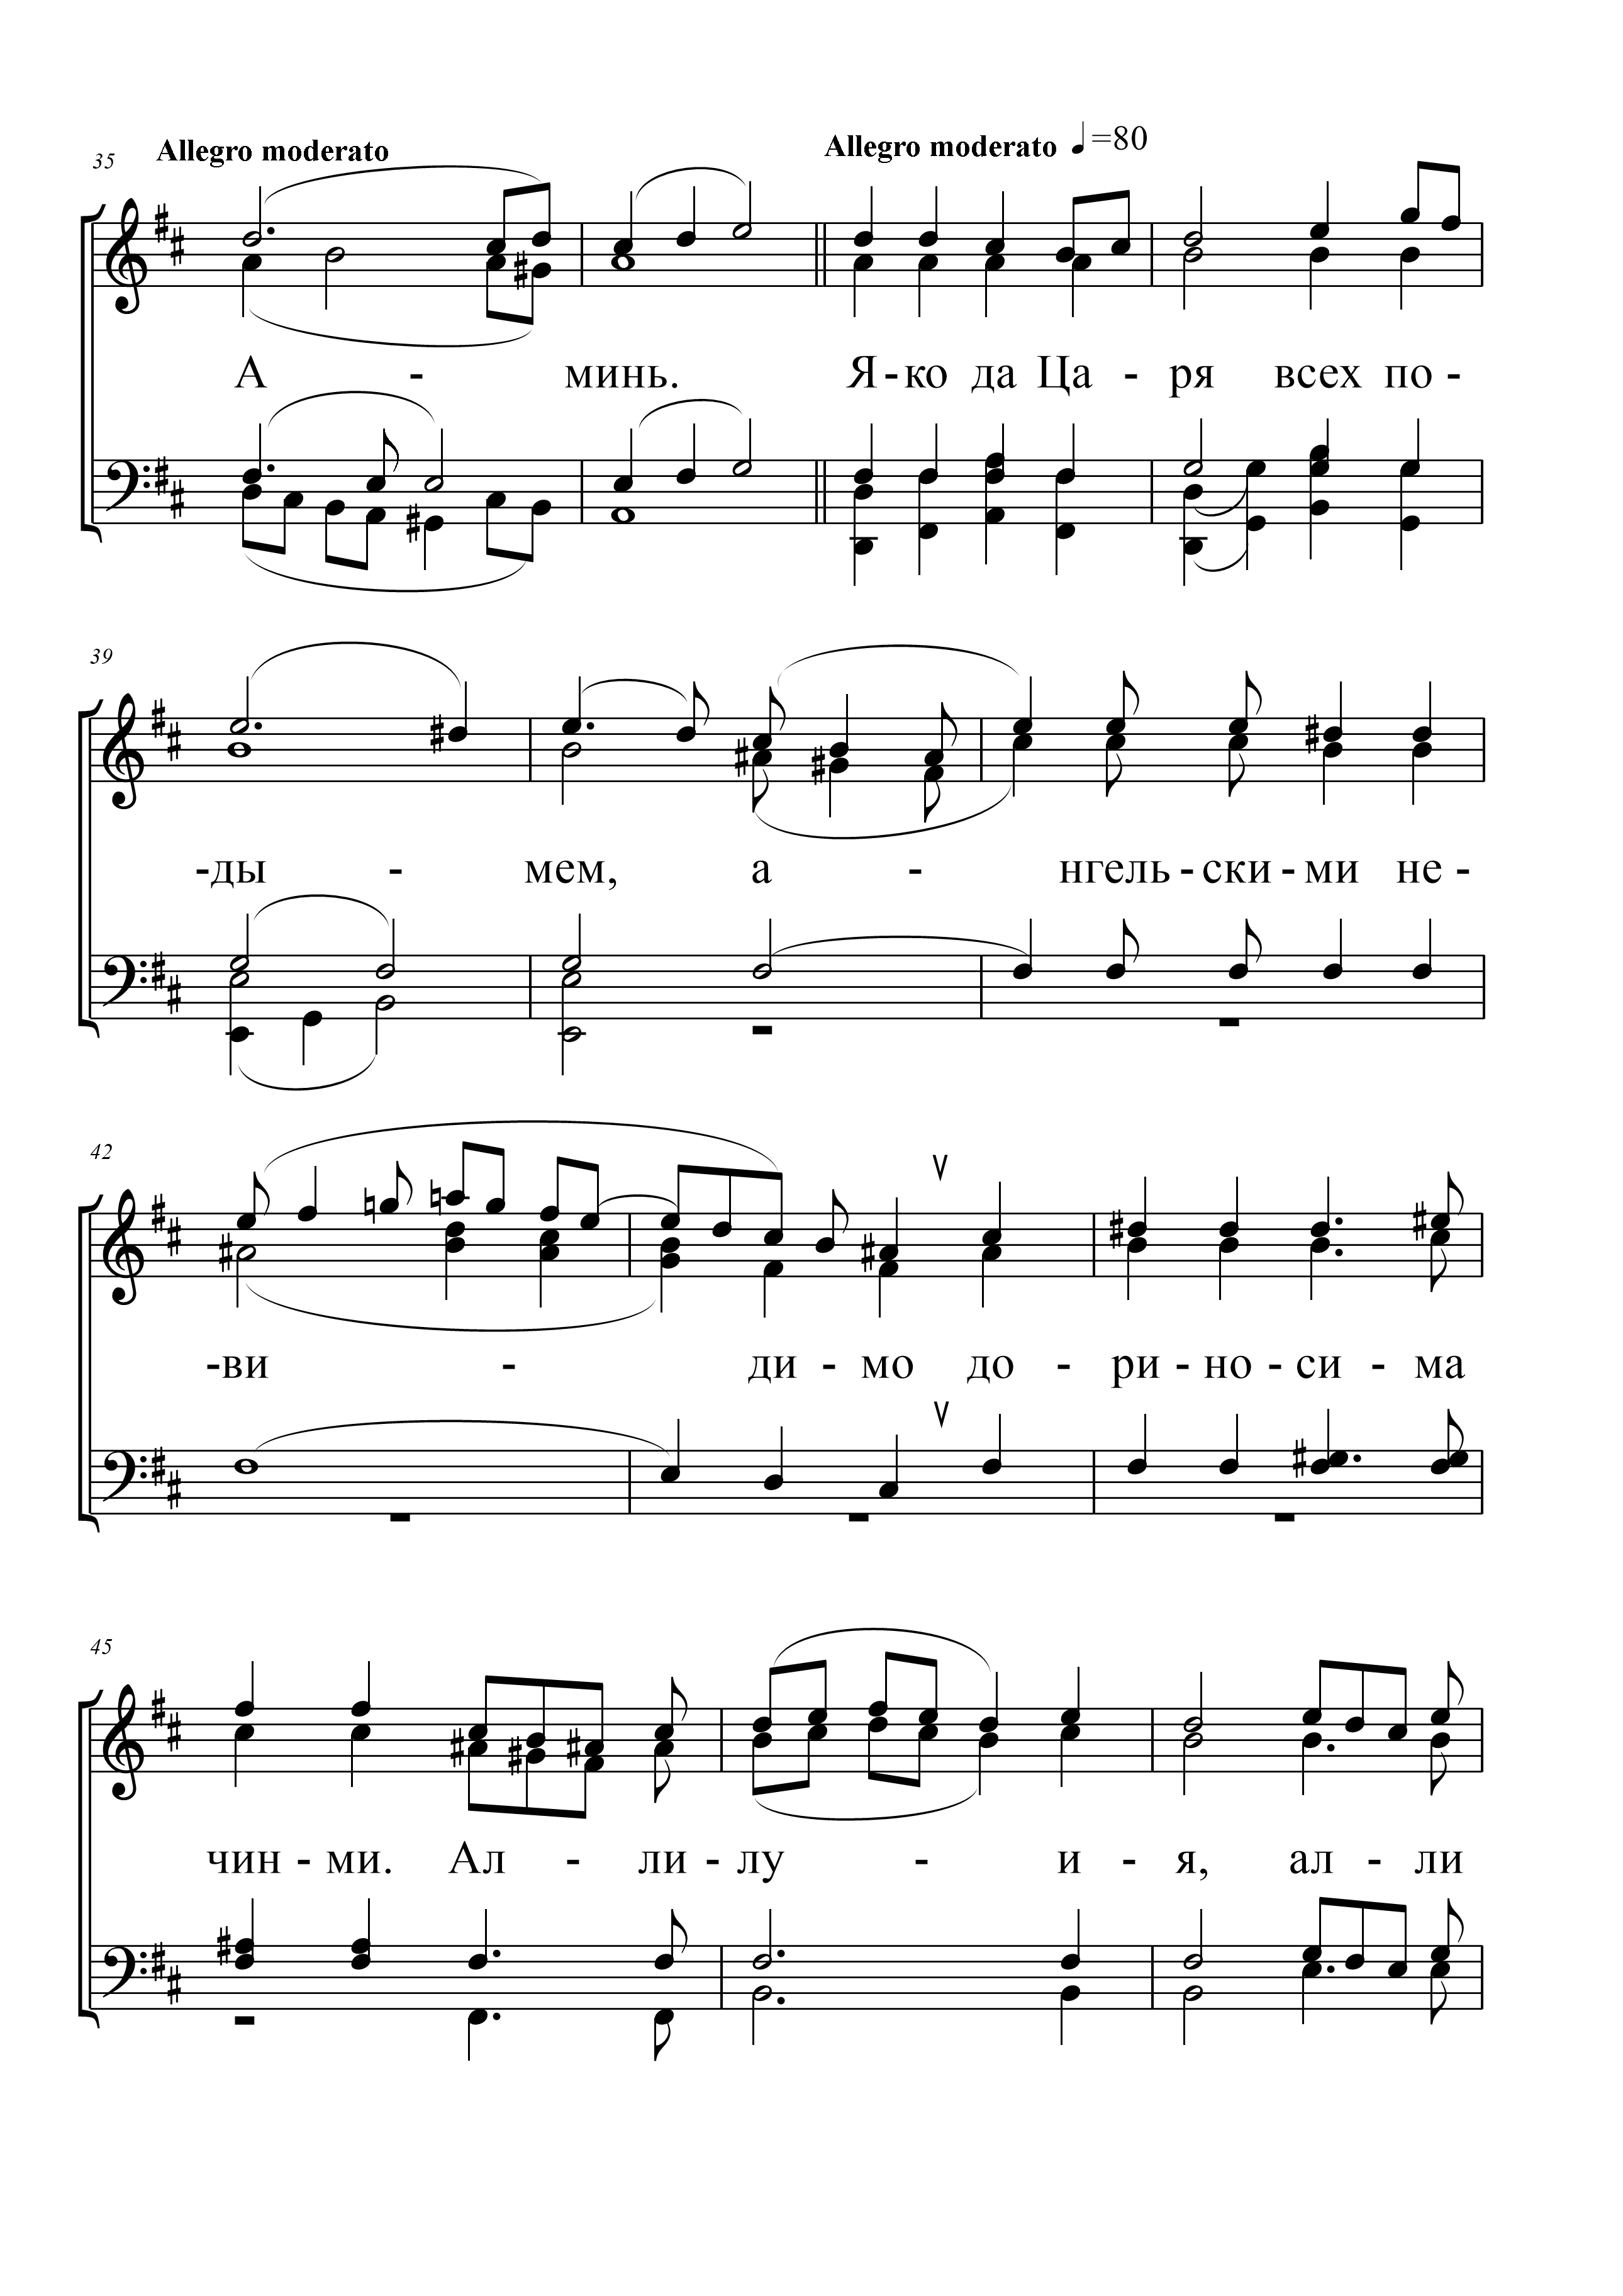 Allegro moderato Allegro moderato ♩=80
35
А - минь. Я - ко да Ца - ря всех по -
39
-ды - мем, а - нгель - ски - ми не -
42
-ви - ди - мо до - ри - но - си - ма
45
чин - ми. Ал - ли - лу - и - я, ал - ли